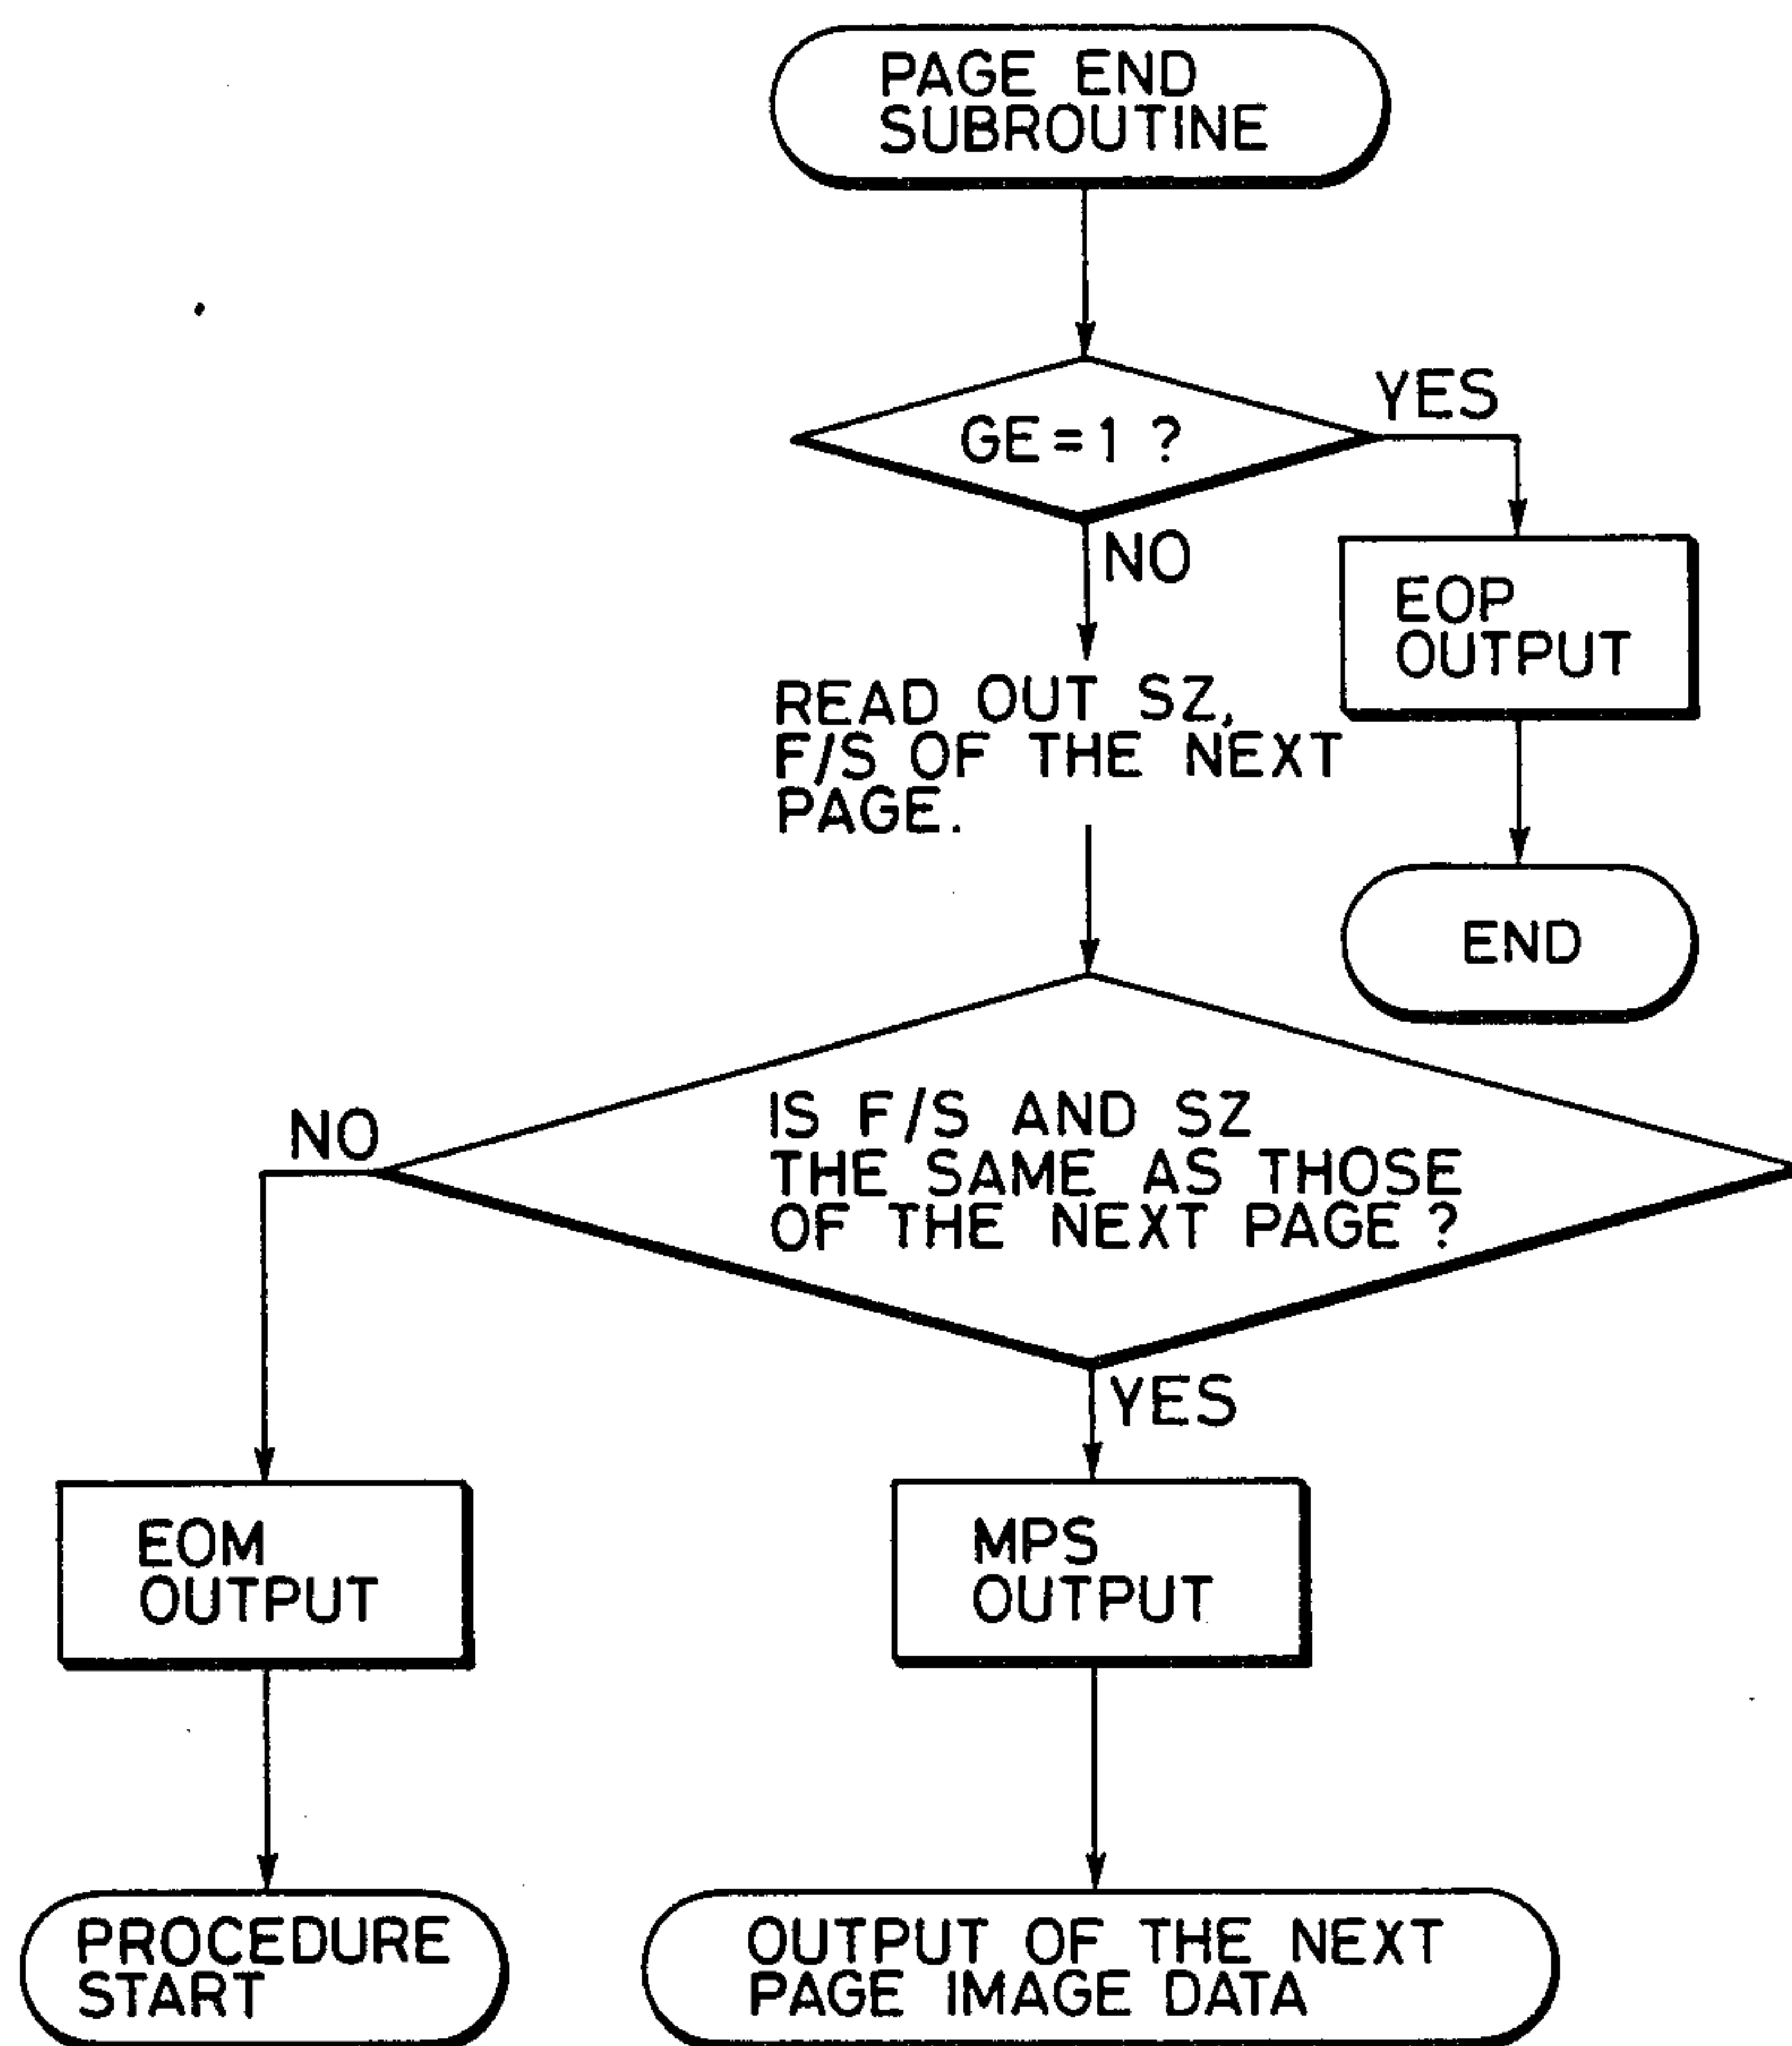 PAGE END
SUBROUTINE
GE=1 ?
YES
NO
EOP
OUTPUT
READ OUT SZ,
F/S OF THE NEXT
PAGE.
END
IS F/S AND SZ
THE SAME AS THOSE
OF THE NEXT PAGE ?
NO
YES
EOM
OUTPUT
MPS
OUTPUT
PROCEDURE
START
OUTPUT OF THE NEXT
PAGE IMAGE DATA